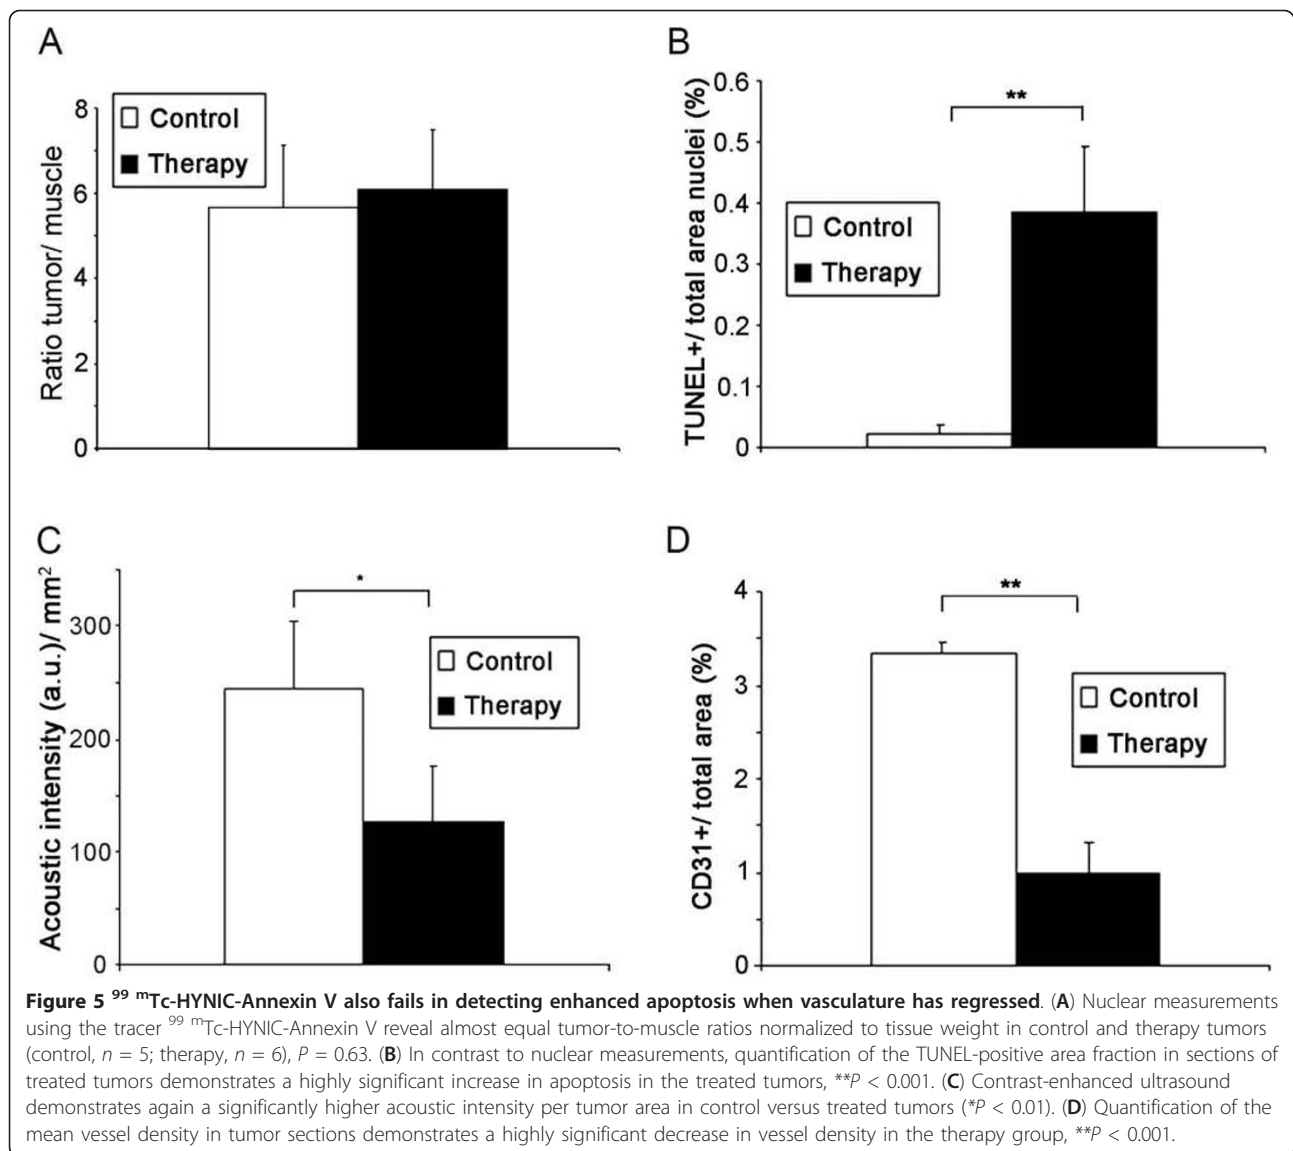 A
Ratio tumor/ muscle
8
6
4
2
0
Control
Therapy
B
TUNEL+/ total area nuclei (%)
0.6
0.5
0.4
0.3
0.2
0.1
0
**
Control
Therapy
C
Acoustic intensity (a.u.)/ mm²
300
200
100
0
*
Control
Therapy
D
CD31+/ total area (%)
4
3
2
1
0
**
Control
Therapy
Figure 5 ⁹⁹ ᵐTc-HYNIC-Annexin V also fails in detecting enhanced apoptosis when vasculature has regressed. (A) Nuclear measurements
using the tracer ⁹⁹ ᵐTc-HYNIC-Annexin V reveal almost equal tumor-to-muscle ratios normalized to tissue weight in control and therapy tumors
(control, n = 5; therapy, n = 6), P = 0.63. (B) In contrast to nuclear measurements, quantification of the TUNEL-positive area fraction in sections of
treated tumors demonstrates a highly significant increase in apoptosis in the treated tumors, **P < 0.001. (C) Contrast-enhanced ultrasound
demonstrates again a significantly higher acoustic intensity per tumor area in control versus treated tumors (*P < 0.01). (D) Quantification of the
mean vessel density in tumor sections demonstrates a highly significant decrease in vessel density in the therapy group, **P < 0.001.